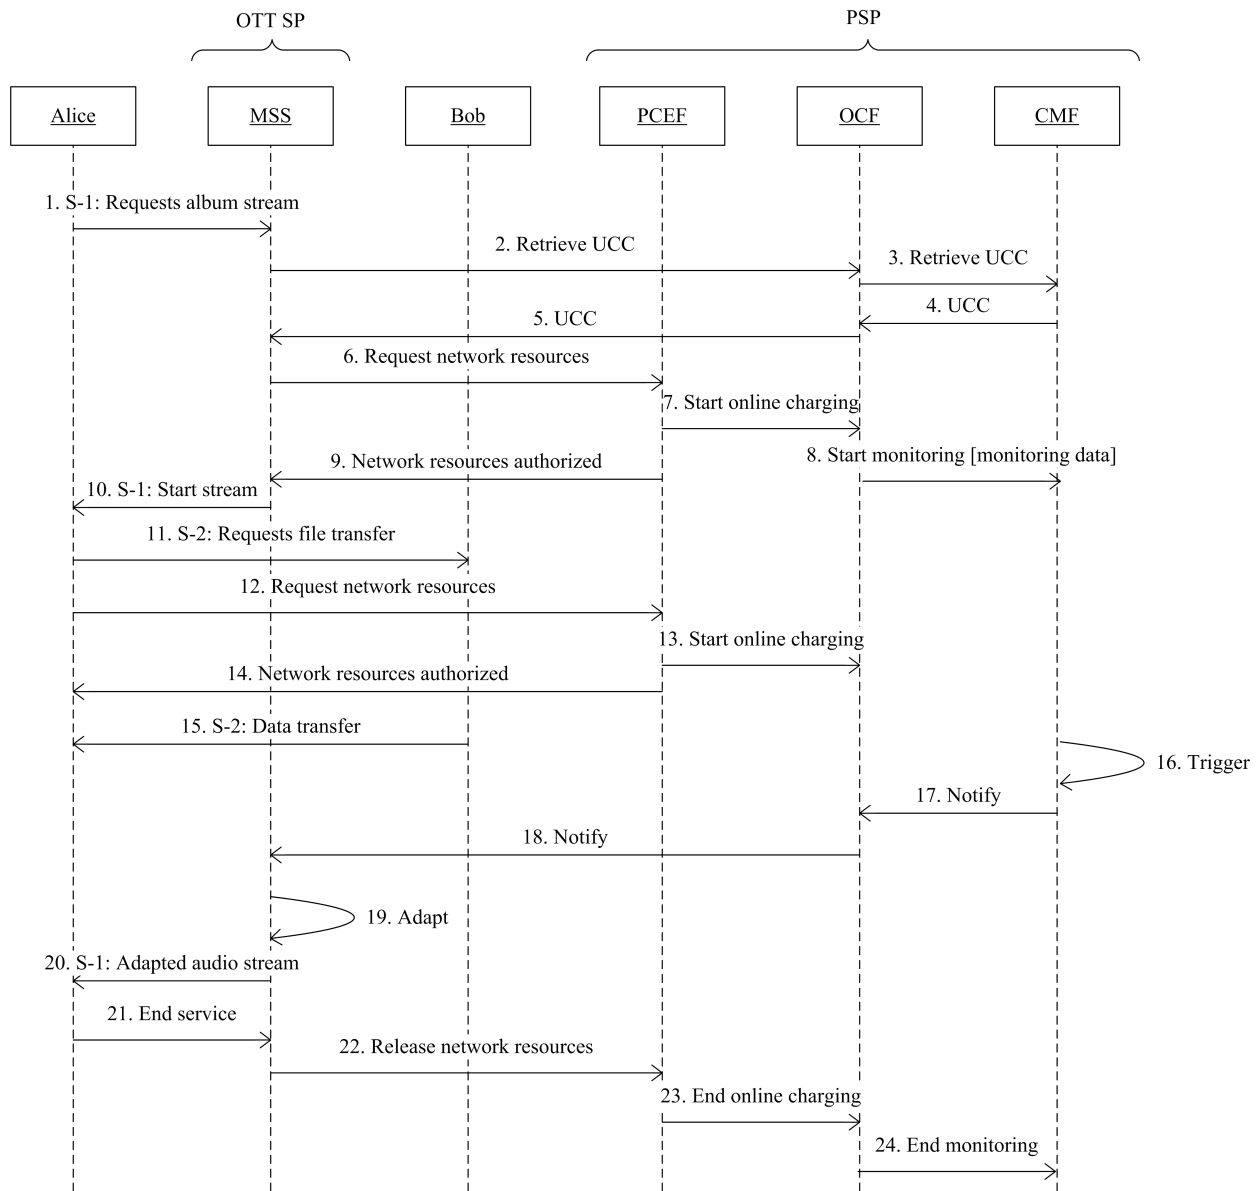 OTT SP
PSP
Alice
MSS
Bob
PCEF
OCF
CMF
1. S-1: Requests album stream
2. Retrieve UCC
3. Retrieve UCC
4. UCC
5. UCC
6. Request network resources
7. Start online charging
8. Start monitoring [monitoring data]
9. Network resources authorized
10. S-1: Start stream
11. S-2: Requests file transfer
12. Request network resources
13. Start online charging
14. Network resources authorized
15. S-2: Data transfer
16. Trigger
17. Notify
18. Notify
19. Adapt
20. S-1: Adapted audio stream
21. End service
22. Release network resources
23. End online charging
24. End monitoring